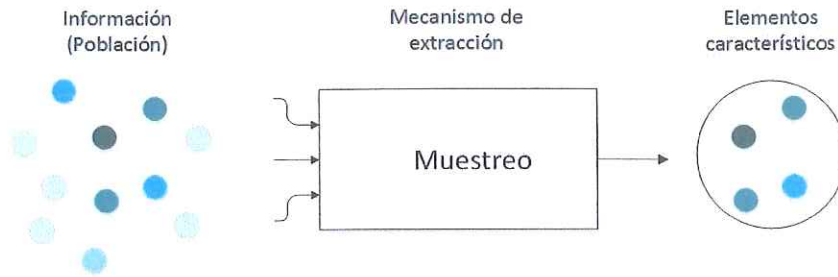 Información
(Población)
Mecanismo de
extracción
Elementos
característicos
Muestreo